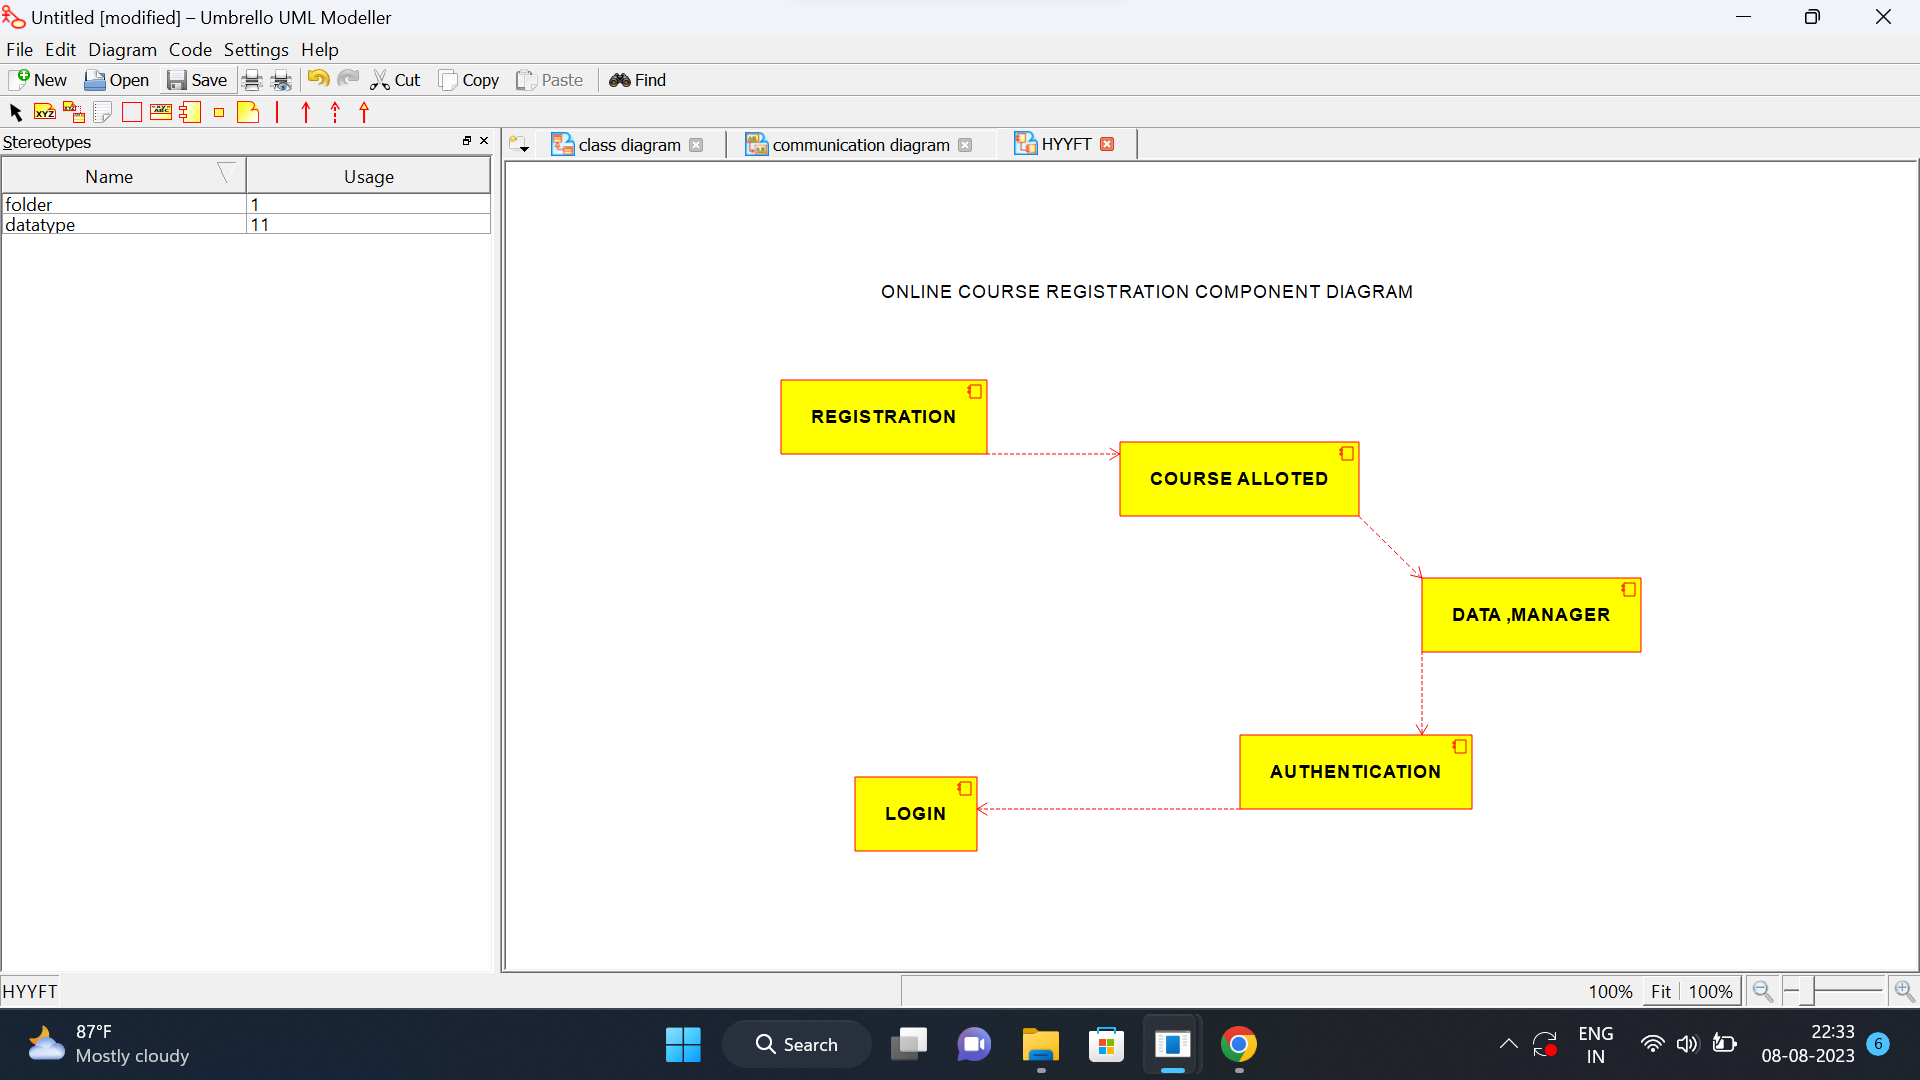 Untitled [modified] – Umbrello UML Modeller
File Edit Diagram Code Settings Help
New Open Save Cut Copy Paste Find
Stereotypes
class diagram communication diagram HYYFT
Name Usage
folder 1
datatype 11
ONLINE COURSE REGISTRATION COMPONENT DIAGRAM
REGISTRATION
COURSE ALLOTED
DATA ,MANAGER
AUTHENTICATION
LOGIN
HYYFT 100% Fit 100%
87°F
Mostly cloudy
Search
ENG
IN
22:33
08-08-2023
6